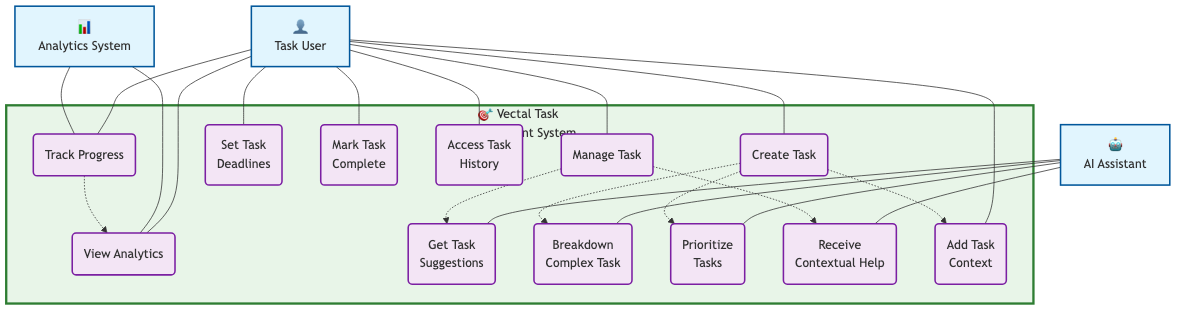 Analytics System
Task User
Vectal Task
nt System
Track Progress
Set Task
Deadlines
Mark Task
Complete
Access Task
History
Manage Task
Create Task
AI Assistant
View Analytics
Get Task
Suggestions
Breakdown
Complex Task
Prioritize
Tasks
Receive
Contextual Help
Add Task
Context